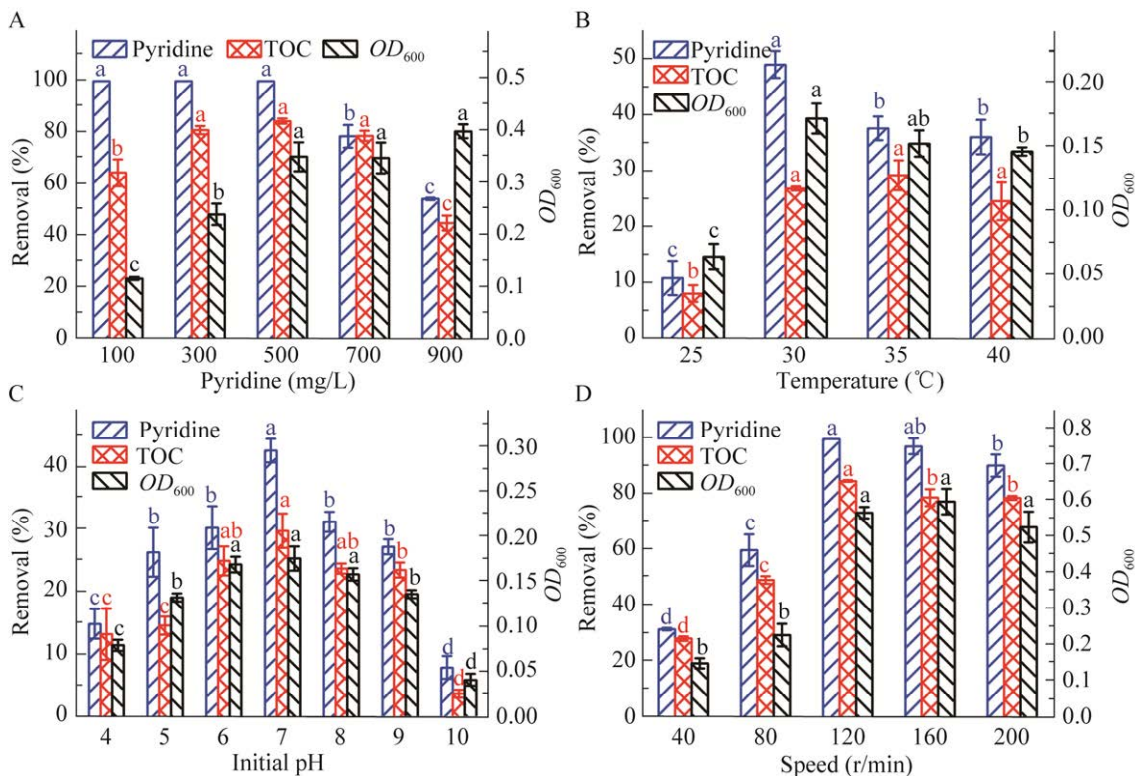 A
Pyridine TOC OD600
Removal (%)
OD600
100
80
60
40
20
0
0.5
0.4
0.3
0.2
0.1
0.0
a a a b c
b a a a c
c b a a a
100 300 500 700 900
Pyridine (mg/L)
B
Pyridine
TOC
OD600
Removal (%)
OD600
50
40
30
20
10
0
0.20
0.15
0.10
0.05
0.00
c a b b
b a a a
c a ab b
25 30 35 40
Temperature (℃)
C
Pyridine
TOC
OD600
Removal (%)
OD600
40
30
20
10
0
0.30
0.25
0.20
0.15
0.10
0.05
0.00
c b b a b b d
c c ab a ab b d
c b a a a b d
4 5 6 7 8 9 10
Initial pH
D
Pyridine
TOC
OD600
Removal (%)
OD600
100
80
60
40
20
0
0.8
0.7
0.6
0.5
0.4
0.3
0.2
0.1
0.0
d c a ab b
d c a b b
b b a a a
40 80 120 160 200
Speed (r/min)